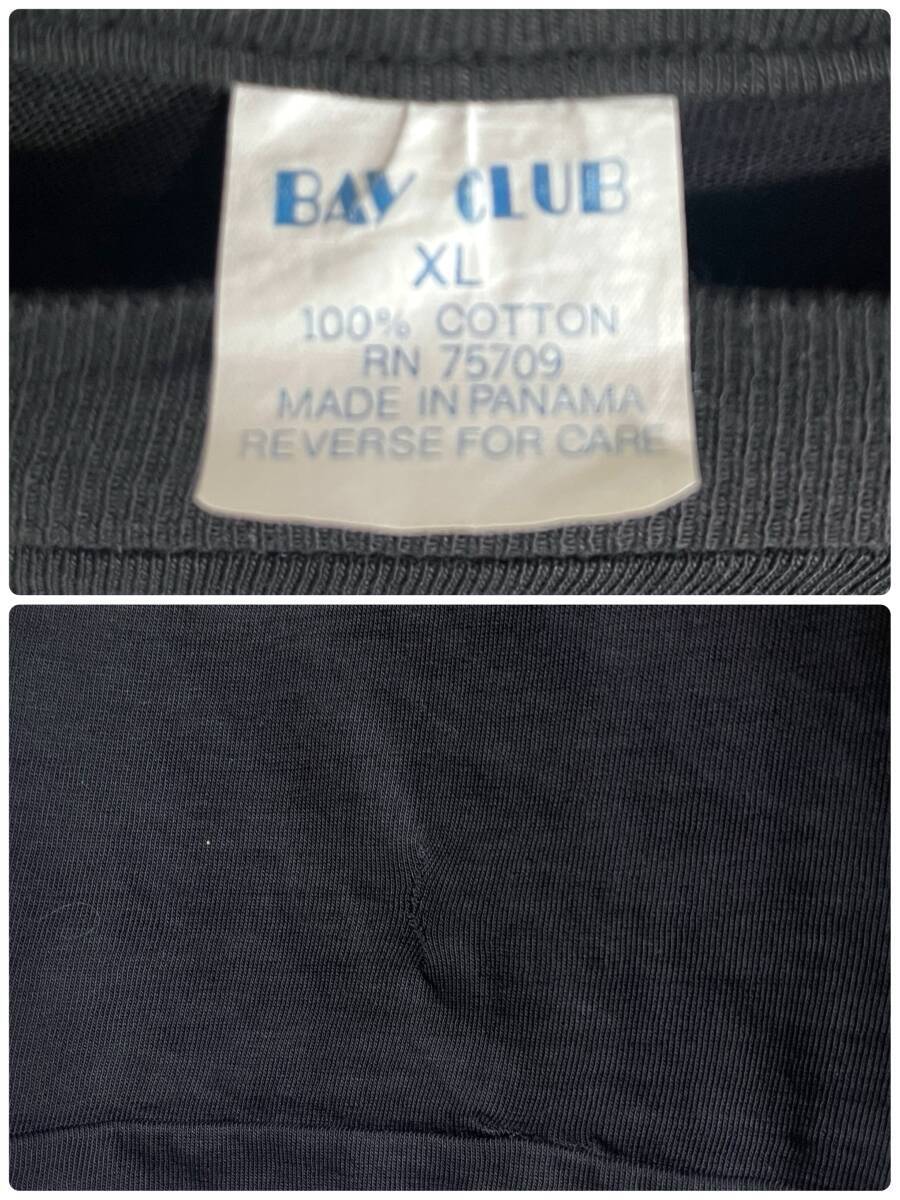 BAY CLUB
XL
100% COTTON
RN 75709
MADE IN PANAMA
REVERSE FOR CARE